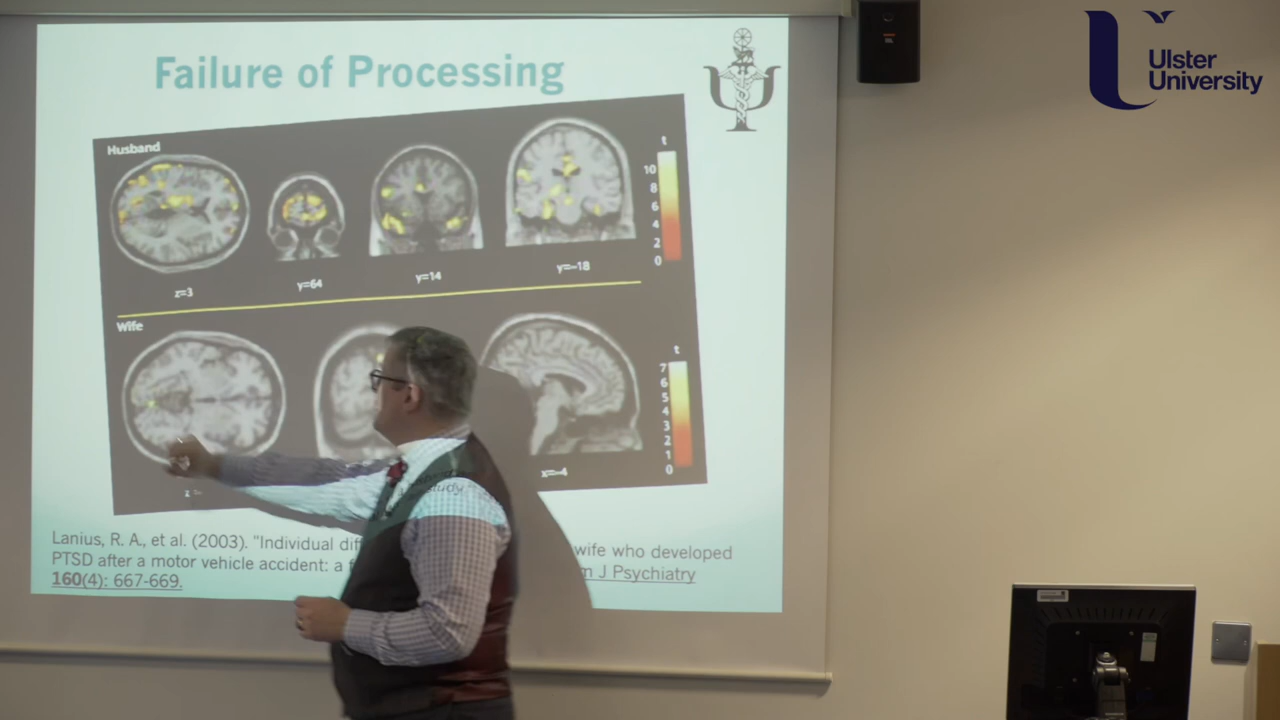 Failure of Processing
Ulster
University
Husband
t
10
8
6
4
2
0
z=3
y=64
y=14
y=-18
Wife
t
7
6
5
4
3
2
1
0
z
x=-4
Lanius, R. A., et al. (2003). "Individual wife who developed
PTSD after a motor vehicle accident: a J Psychiatry
160(4): 667-669.